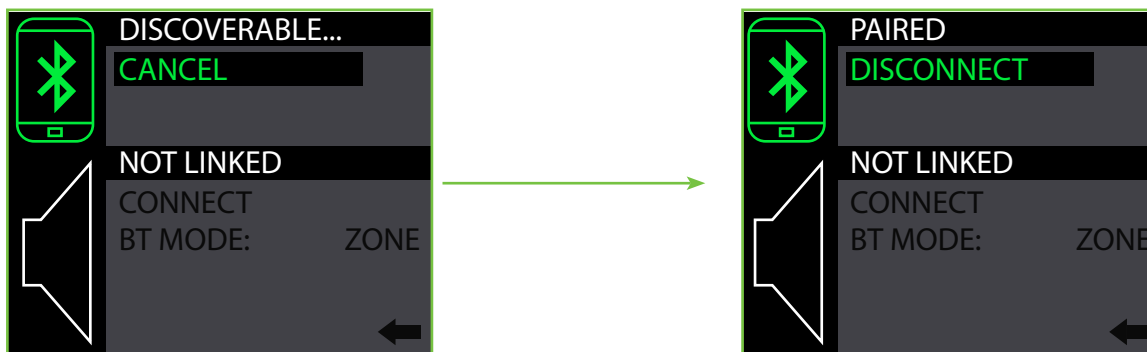 DISCOVERABLE...
CANCEL
NOT LINKED
CONNECT
BT MODE: ZONE
PAIRED
DISCONNECT
NOT LINKED
CONNECT
BT MODE: ZONE